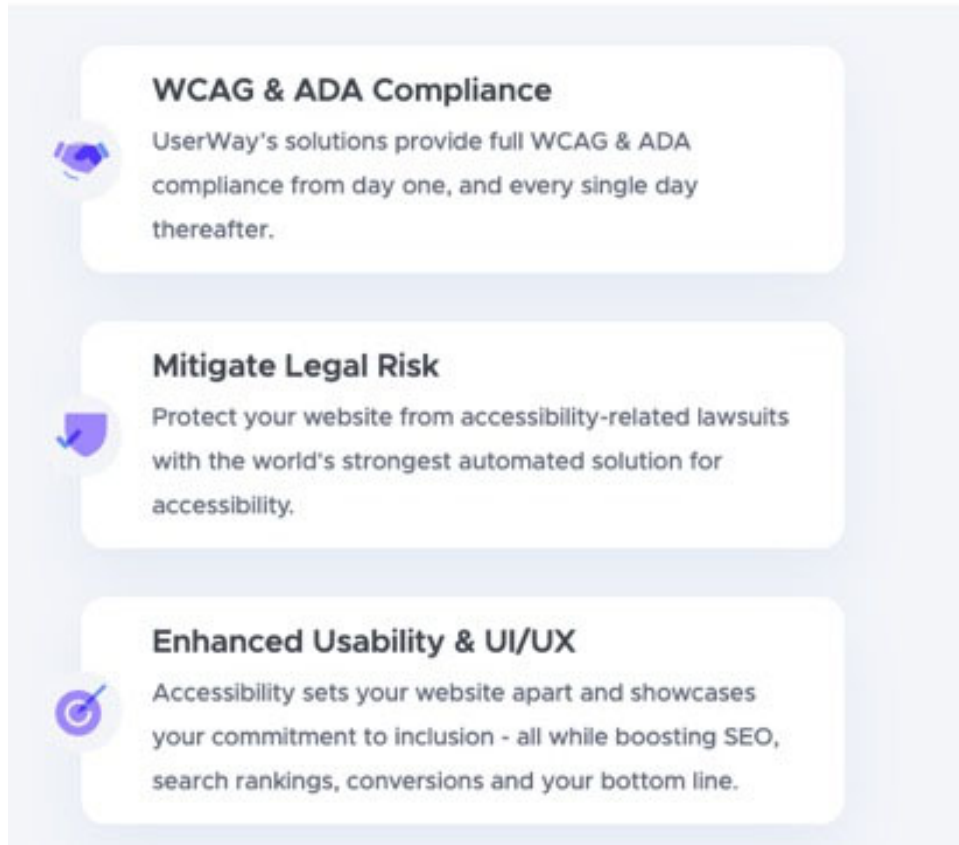 WCAG & ADA Compliance
UserWay's solutions provide full WCAG & ADA
compliance from day one, and every single day
thereafter.
Mitigate Legal Risk
Protect your website from accessibility-related lawsuits
with the world's strongest automated solution for
accessibility.
Enhanced Usability & UI/UX
Accessibility sets your website apart and showcases
your commitment to inclusion - all while boosting SEO,
search rankings, conversions and your bottom line.